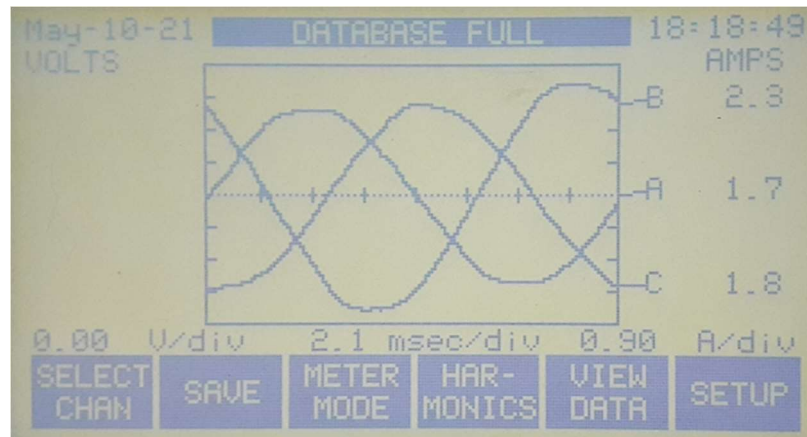 May-10-21 DATABASE FULL 18:18:49
VOLTS AMPS
B 2.3
A 1.7
C 1.8
0.00 V/div 2.1 msec/div 0.90 A/div
SELECT CHAN SAVE METER MODE HAR-MONICS VIEW DATA SETUP